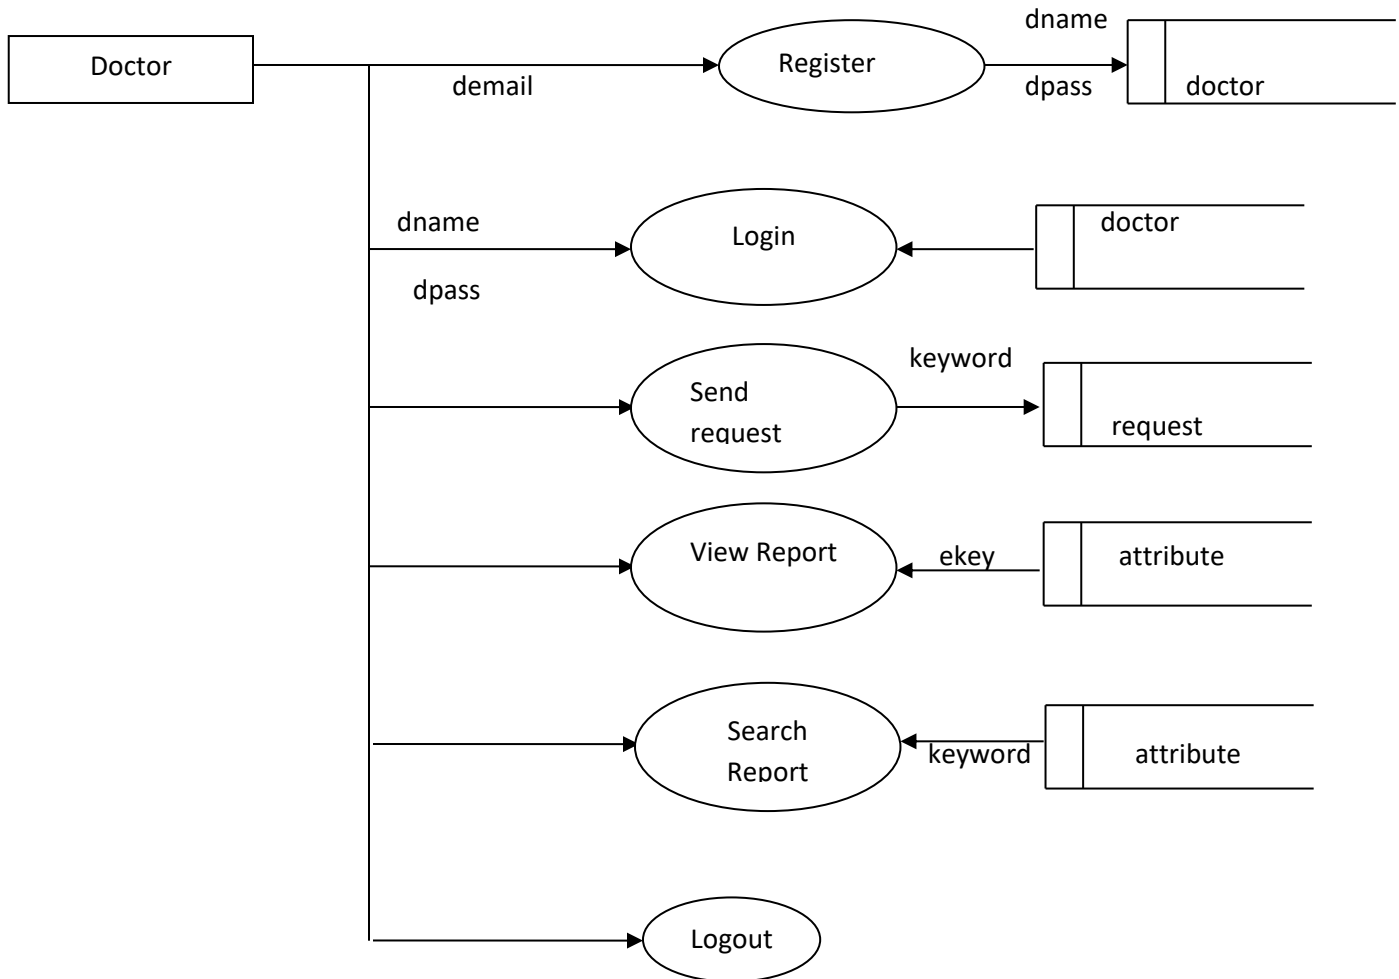 dname
Doctor
Register
demail
dpass
doctor
dname
Login
doctor
dpass
keyword
Send
request
request
View Report
ekey
attribute
Search
Report
keyword
attribute
Logout